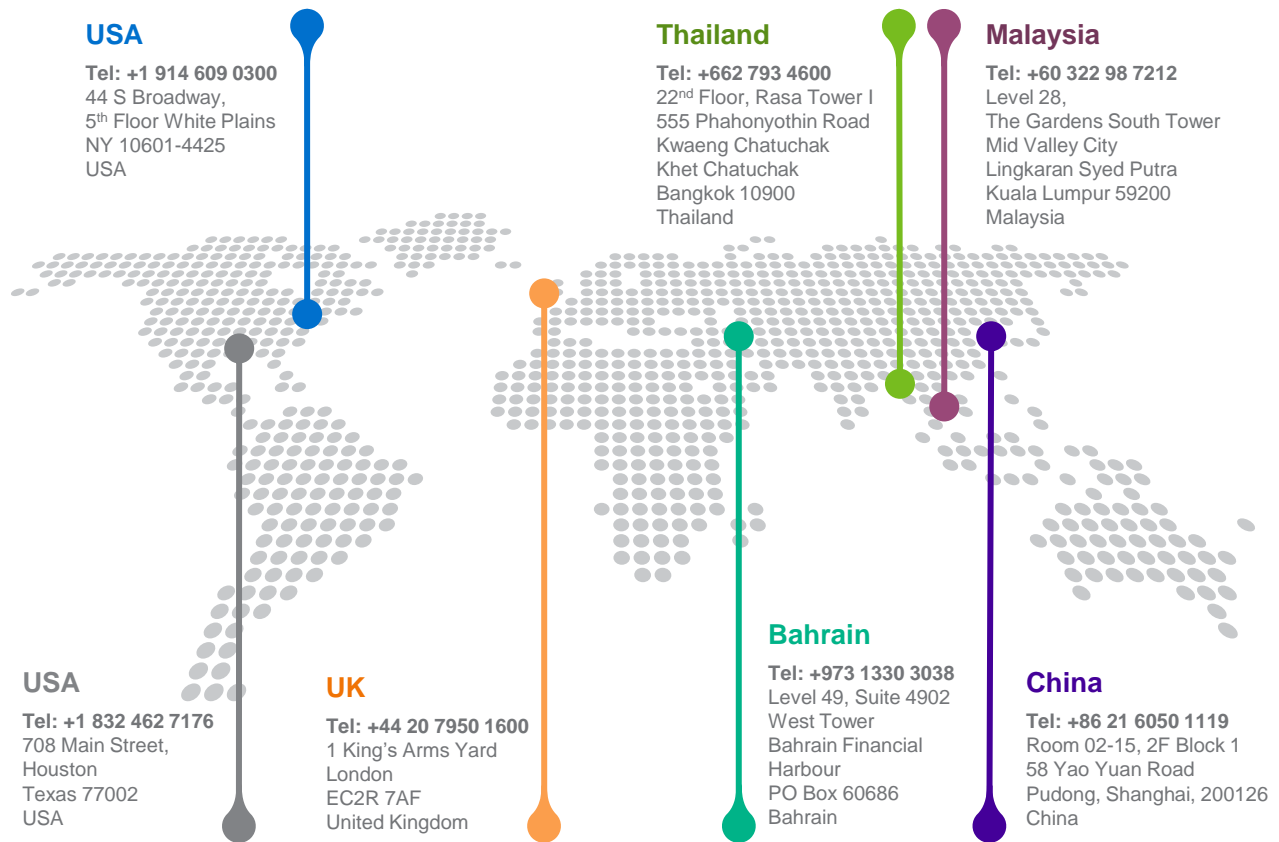 USA
Tel: +1 914 609 0300
44 S Broadway,
5th Floor White Plains
NY 10601-4425
USA
Thailand
Tel: +662 793 4600
22nd Floor, Rasa Tower I
555 Phahonyothin Road
Kwaeng Chatuchak
Khet Chatuchak
Bangkok 10900
Thailand
Malaysia
Tel: +60 322 98 7212
Level 28,
The Gardens South Tower
Mid Valley City
Lingkaran Syed Putra
Kuala Lumpur 59200
Malaysia
USA
Tel: +1 832 462 7176
708 Main Street,
Houston
Texas 77002
USA
UK
Tel: +44 20 7950 1600
1 King’s Arms Yard
London
EC2R 7AF
United Kingdom
Bahrain
Tel: +973 1330 3038
Level 49, Suite 4902
West Tower
Bahrain Financial
Harbour
PO Box 60686
Bahrain
China
Tel: +86 21 6050 1119
Room 02-15, 2F Block 1
58 Yao Yuan Road
Pudong, Shanghai, 200126
China